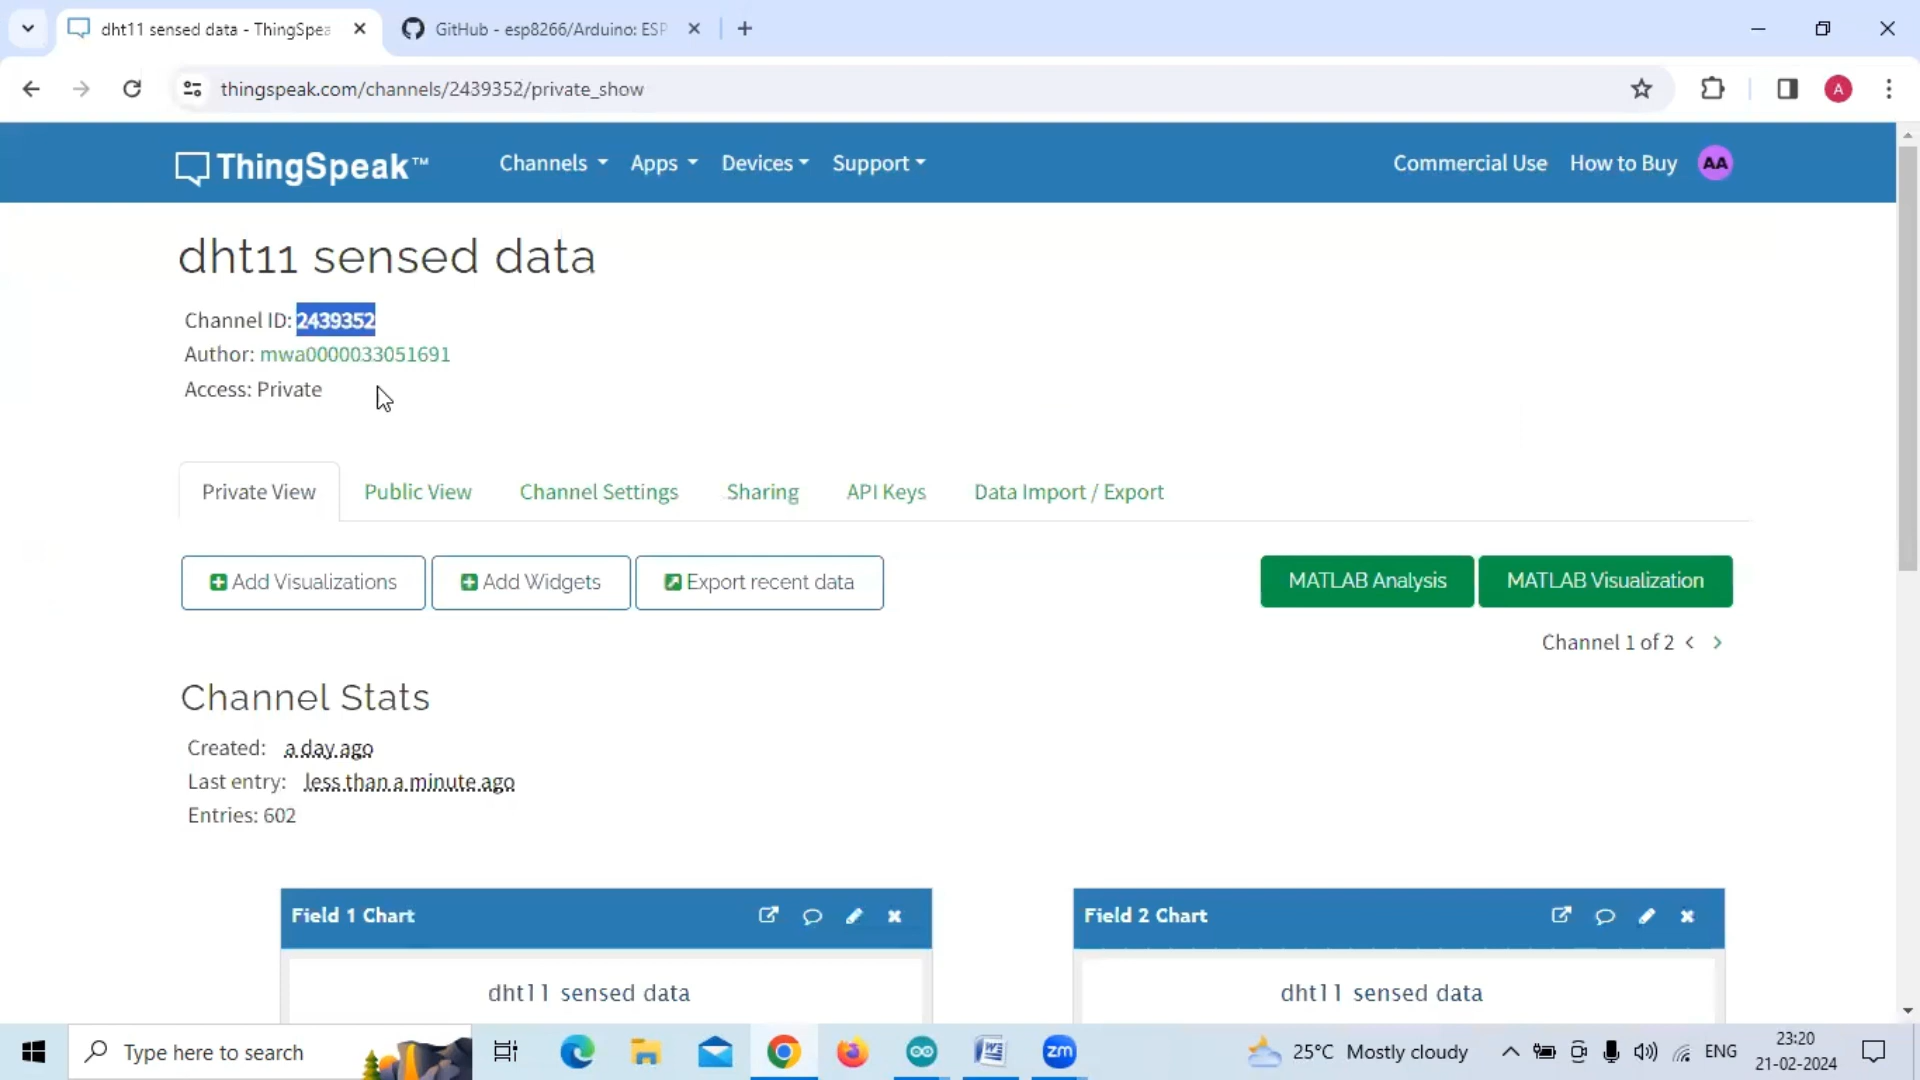 dht11 sensed data - ThingSpea
GitHub - esp8266/Arduino: ESP
thingspeak.com/channels/2439352/private_show
A
ThingSpeak™
Channels
Apps
Devices
Support
Commercial Use
How to Buy
AA
dht11 sensed data
Channel ID: 2439352
Author: mwa0000033051691
Access: Private
Private View
Public View
Channel Settings
Sharing
API Keys
Data Import / Export
Add Visualizations
Add Widgets
Export recent data
MATLAB Analysis
MATLAB Visualization
Channel 1 of 2 < >
Channel Stats
Created: a day ago
Last entry: less than a minute ago
Entries: 602
Field 1 Chart
Field 2 Chart
dht11 sensed data
dht11 sensed data
Type here to search
zm
25°C Mostly cloudy
ENG
23:20
21-02-2024